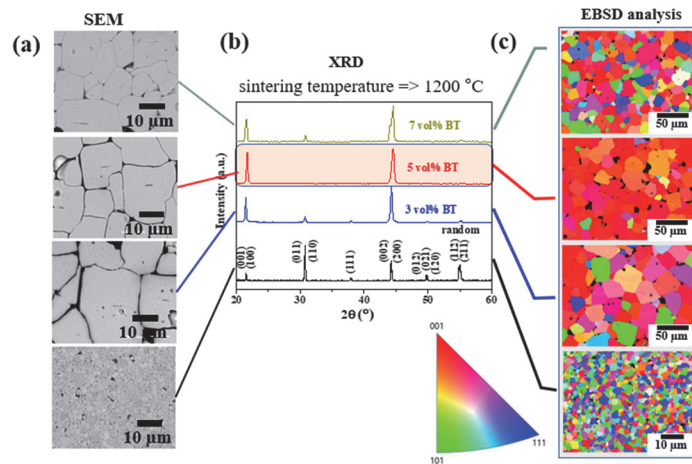 SEM
EBSD analysis
(a)
(b)
(c)
XRD
sintering temperature => 1200 °C
10 µm
10 µm
10 µm
10 µm
Intensity (a.u.)
7 vol% BT
5 vol% BT
3 vol% BT
random
(001)
(100)
(011)
(110)
(111)
(002)
(200)
(012)
(021)
(120)
(112)
(211)
20
30
40
50
60
2θ (°)
50 µm
50 µm
50 µm
10 µm
001
101
111